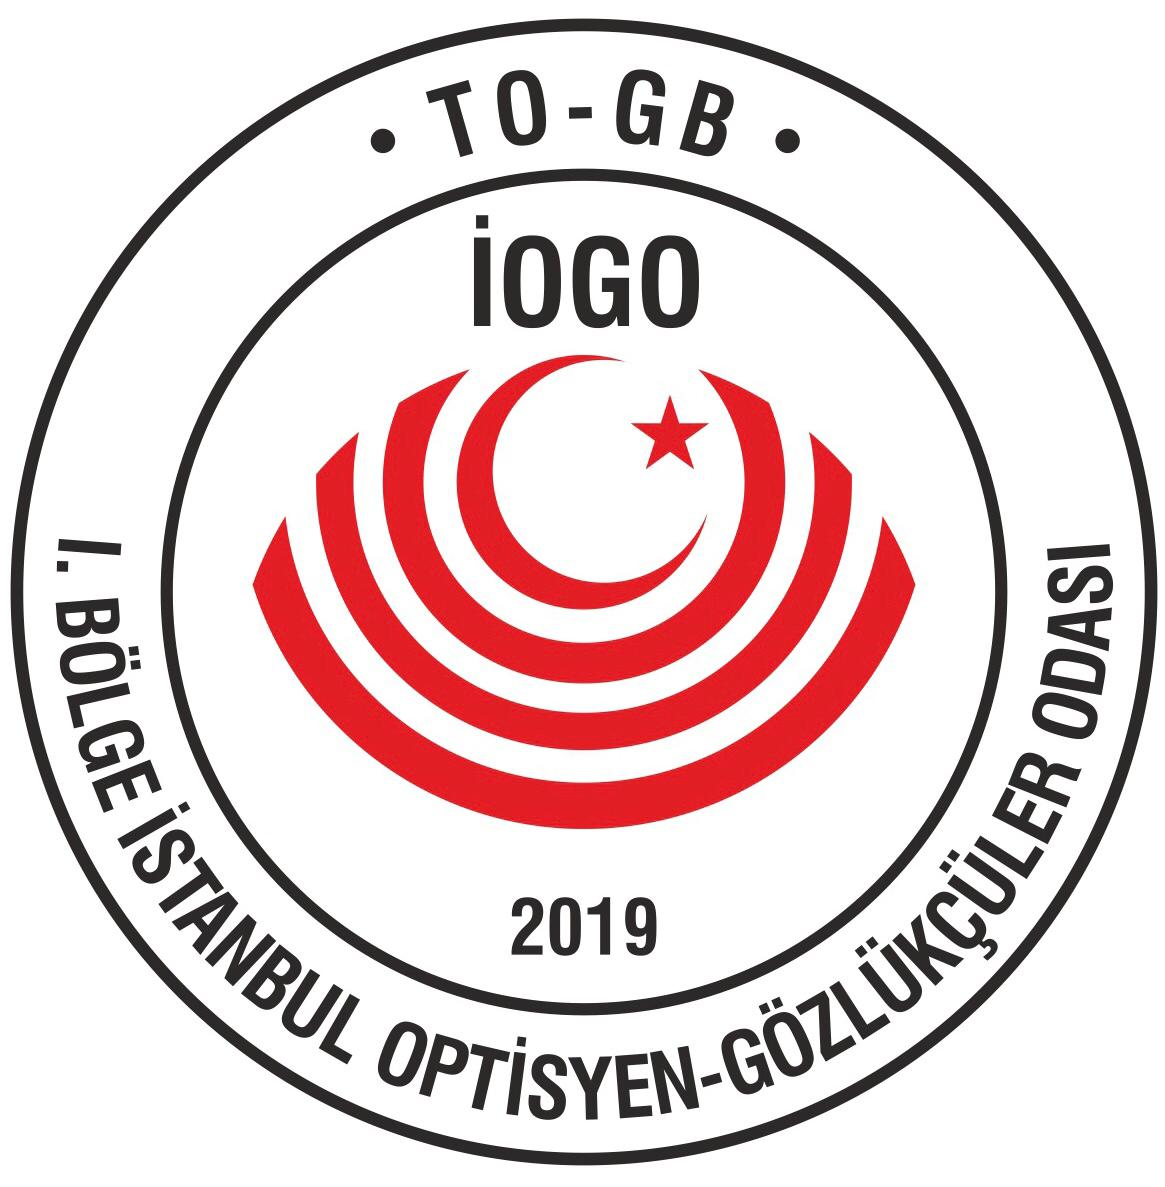 • TO-GB •
İOGO
2019
I. BÖLGE İSTANBUL OPTİSYEN-GÖZLÜKÇÜLER ODASI